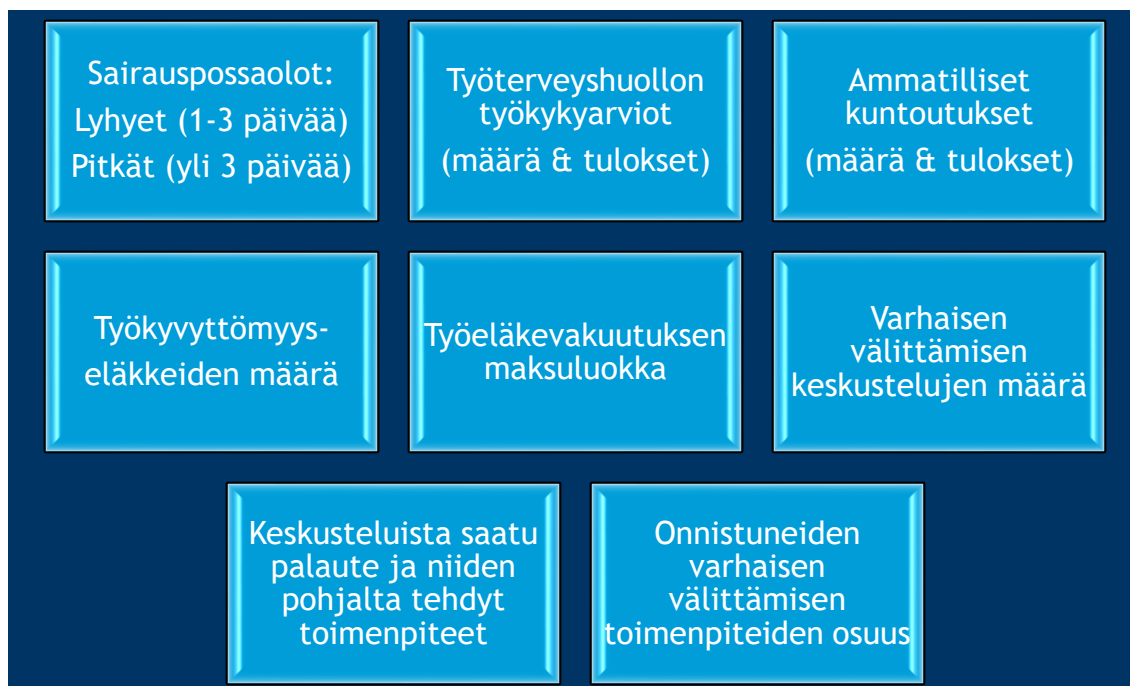 Sairauspossaolot:
Lyhyet (1-3 päivää)
Pitkät (yli 3 päivää)
Työterveyshuollon
työkykyarviot
(määrä & tulokset)
Ammatilliset
kuntoutukset
(määrä & tulokset)
Työkyvyttömyys-
eläkkeiden määrä
Työeläkevakuutuksen
maksuluokka
Varhaisen
välittämisen
keskustelujen määrä
Keskusteluista saatu
palaute ja niiden
pohjalta tehdyt
toimenpiteet
Onnistuneiden
varhaisen
välittämisen
toimenpiteiden osuus